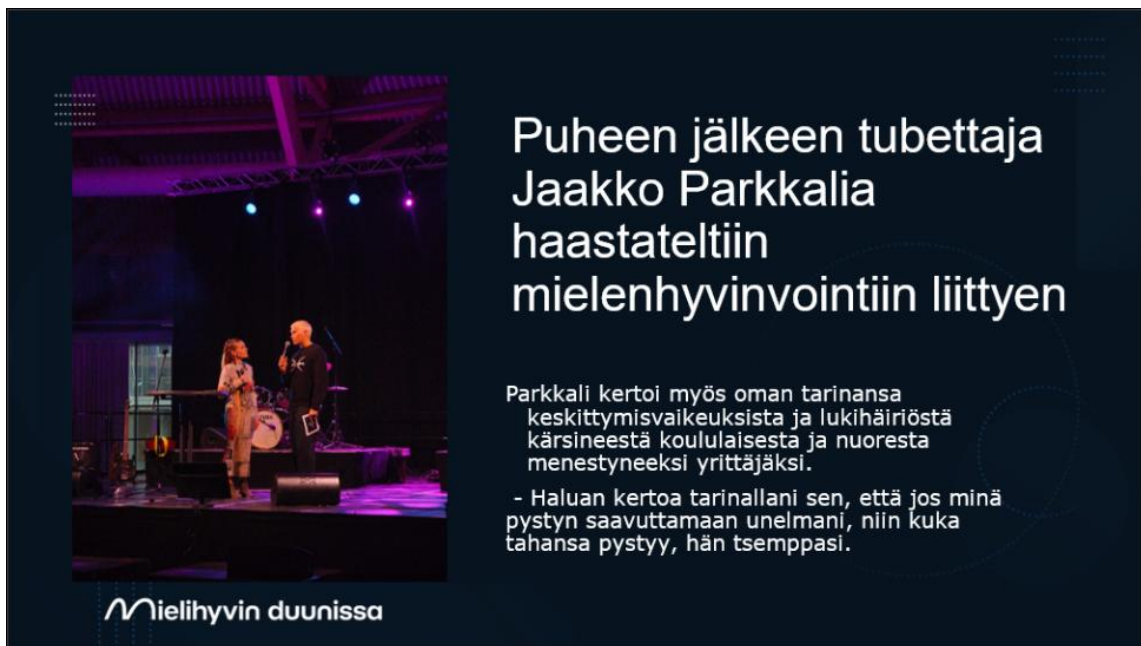 Puheen jälkeen tubettaja
Jaakko Parkkalia
haastateltiin
mielenhyvinvointiin liittyen
Parkkali kertoi myös oman tarinansa
keskittymisvaikeuksista ja lukihäiriöstä
kärsineestä koululaisesta ja nuoresta
menestyneeksi yrittäjäksi.
- Haluan kertoa tarinallani sen, että jos minä
pystyn saavuttamaan unelmani, niin kuka
tahansa pystyy, hän tsemppasi.
Mielihyvin duunissa